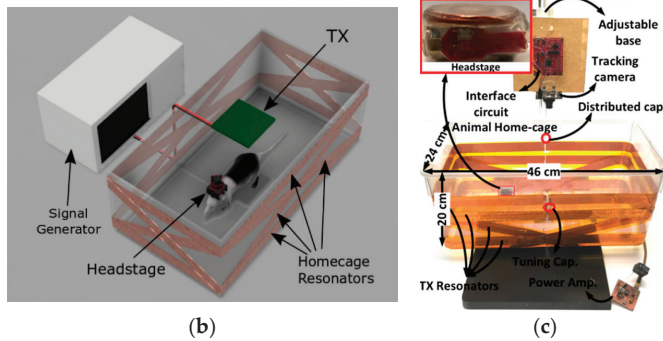 TX
Signal
Generator
Headstage
Homecage
Resonators
(b)
Headstage
Adjustable
base
Tracking
camera
Interface
circuit
Distributed cap
Animal Home-cage
24 cm
46 cm
20 cm
Tuning Cap.
TX Resonators
Power Amp.
(c)